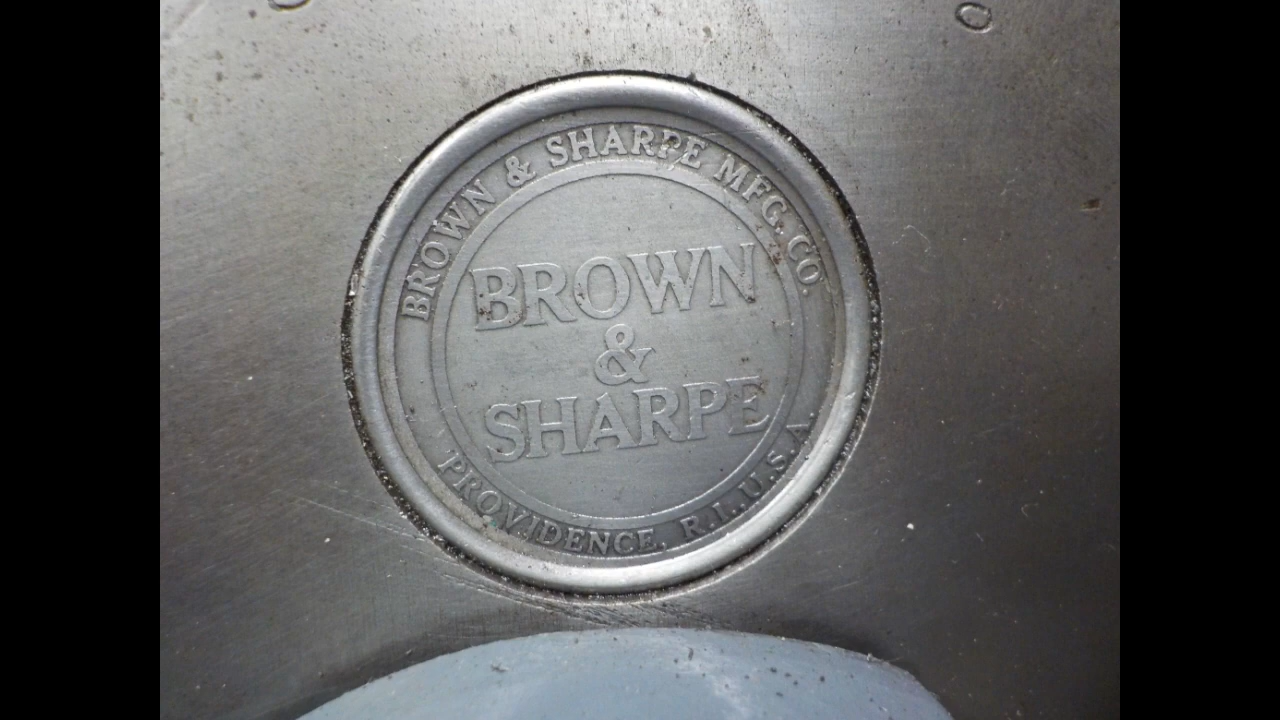 BROWN & SHARPE MFG. CO.
BROWN
&
SHARPE
PROVIDENCE, R.I., U.S.A.